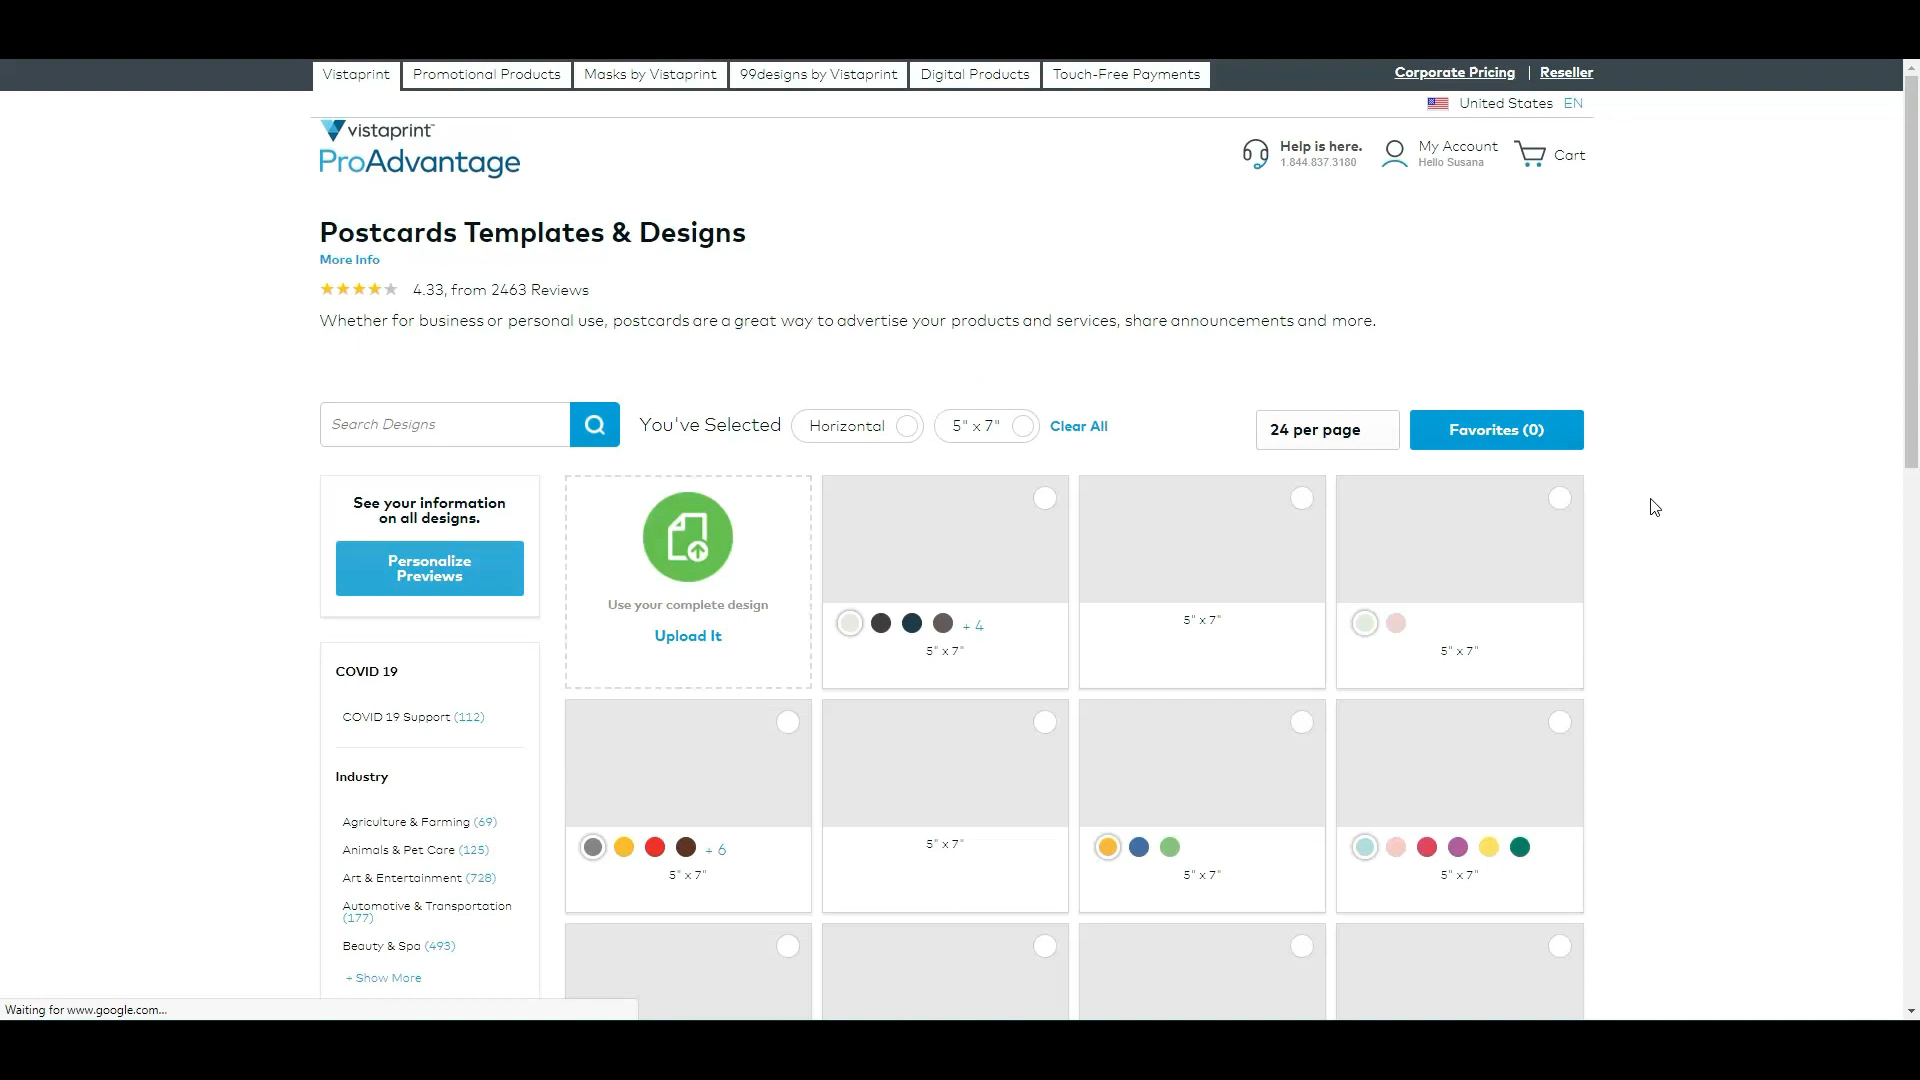 Vistaprint
Promotional Products
Masks by Vistaprint
99designs by Vistaprint
Digital Products
Touch-Free Payments
Corporate Pricing | Reseller
United States EN
vistaprint™
ProAdvantage
Help is here.
1.844.837.3180
My Account
Hello Susana
Cart
Postcards Templates & Designs
More Info
4.33, from 2463 Reviews
Whether for business or personal use, postcards are a great way to advertise your products and services, share announcements and more.
Search Designs
You've Selected
Horizontal
5" x 7"
Clear All
24 per page
Favorites (0)
See your information
on all designs.
Personalize
Previews
Use your complete design
Upload It
+ 4
5" x 7"
5" x 7"
5" x 7"
COVID 19
COVID 19 Support (112)
Industry
Agriculture & Farming (69)
Animals & Pet Care (125)
Art & Entertainment (728)
Automotive & Transportation
(177)
Beauty & Spa (493)
+ Show More
+ 6
5" x 7"
5" x 7"
5" x 7"
5" x 7"
Waiting for www.google.com...